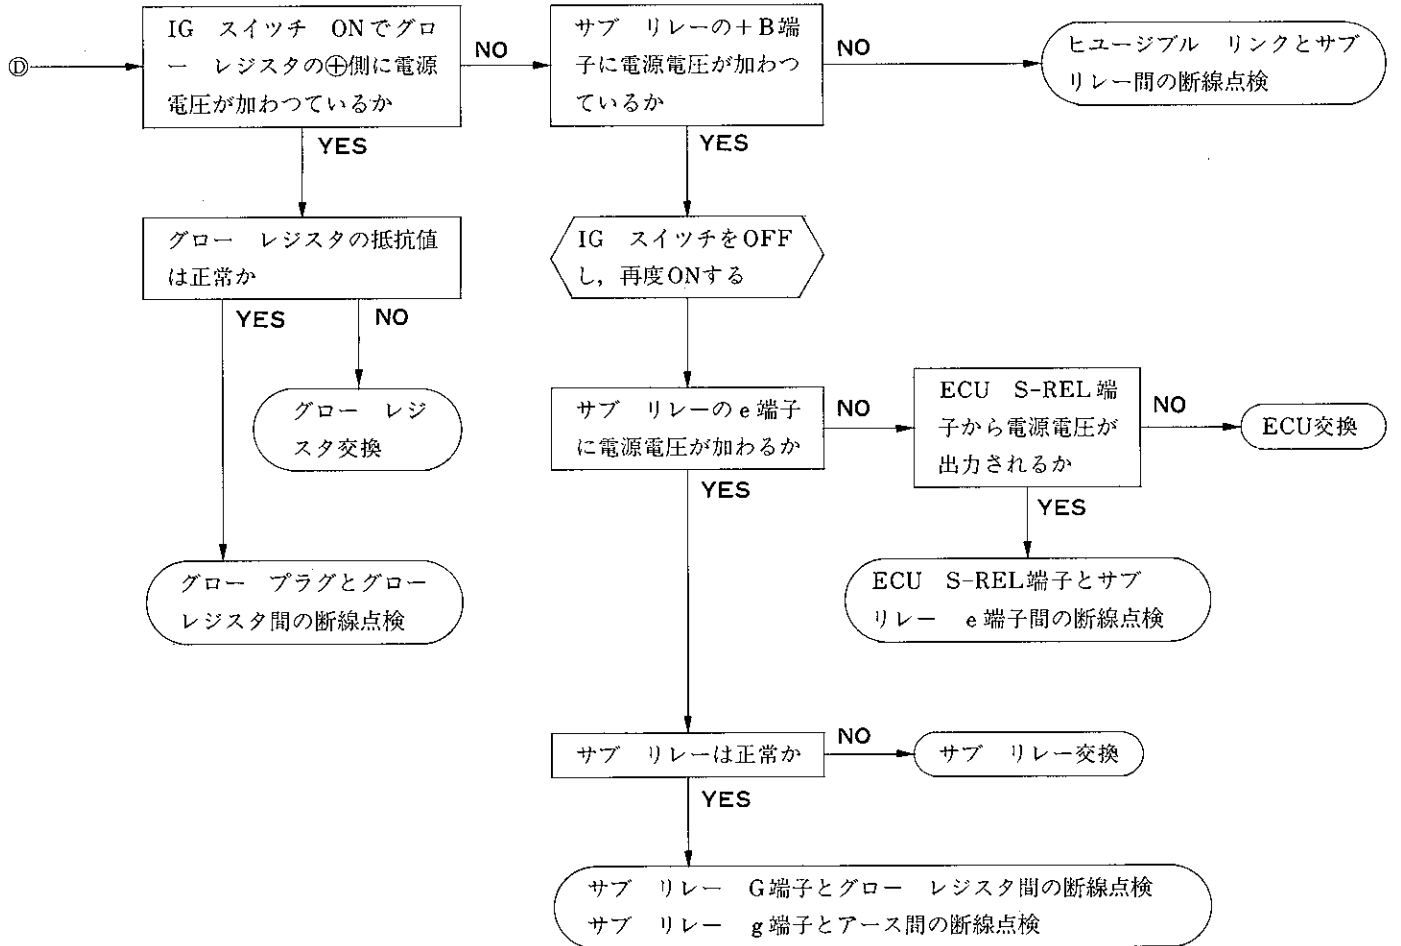 Ⓓ
IG スイッチ ONでグロ
ー レジスタの⊕側に電源
電圧が加わつているか
NO
サブ リレーの＋B端
子に電源電圧が加わつ
ているか
NO
ヒユージブル リンクとサブ
リレー間の断線点検
YES
YES
グロー レジスタの抵抗値
は正常か
IG スイッチをOFF
し，再度ONする
YES
NO
グロー レジ
スタ交換
サブ リレーのe端子
に電源電圧が加わるか
NO
ECU S-REL端
子から電源電圧が
出力されるか
NO
ECU交換
YES
YES
グロー プラグとグロー
レジスタ間の断線点検
ECU S-REL端子とサブ
リレー e端子間の断線点検
サブ リレーは正常か
NO
サブ リレー交換
YES
サブ リレー G端子とグロー レジスタ間の断線点検
サブ リレー g端子とアース間の断線点検